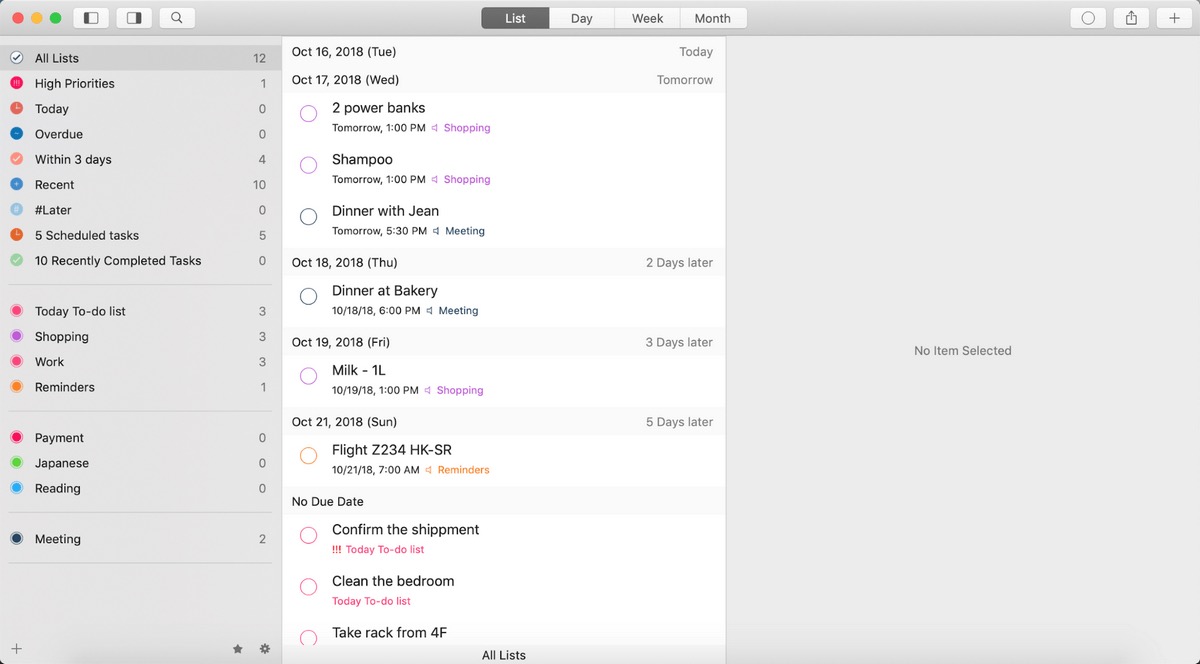 List Day Week Month
All Lists 12
High Priorities 1
Today 0
Overdue 0
Within 3 days 4
Recent 10
#Later 0
5 Scheduled tasks 5
10 Recently Completed Tasks 0
Today To-do list 3
Shopping 3
Work 3
Reminders 1
Payment 0
Japanese 0
Reading 0
Meeting 2
Oct 16, 2018 (Tue) Today
Oct 17, 2018 (Wed) Tomorrow
2 power banks
Tomorrow, 1:00 PM Shopping
Shampoo
Tomorrow, 1:00 PM Shopping
Dinner with Jean
Tomorrow, 5:30 PM Meeting
Oct 18, 2018 (Thu) 2 Days later
Dinner at Bakery
10/18/18, 6:00 PM Meeting
Oct 19, 2018 (Fri) 3 Days later
Milk - 1L
10/19/18, 1:00 PM Shopping
Oct 21, 2018 (Sun) 5 Days later
Flight Z234 HK-SR
10/21/18, 7:00 AM Reminders
No Due Date
Confirm the shippment
!!! Today To-do list
Clean the bedroom
Today To-do list
Take rack from 4F
All Lists
No Item Selected